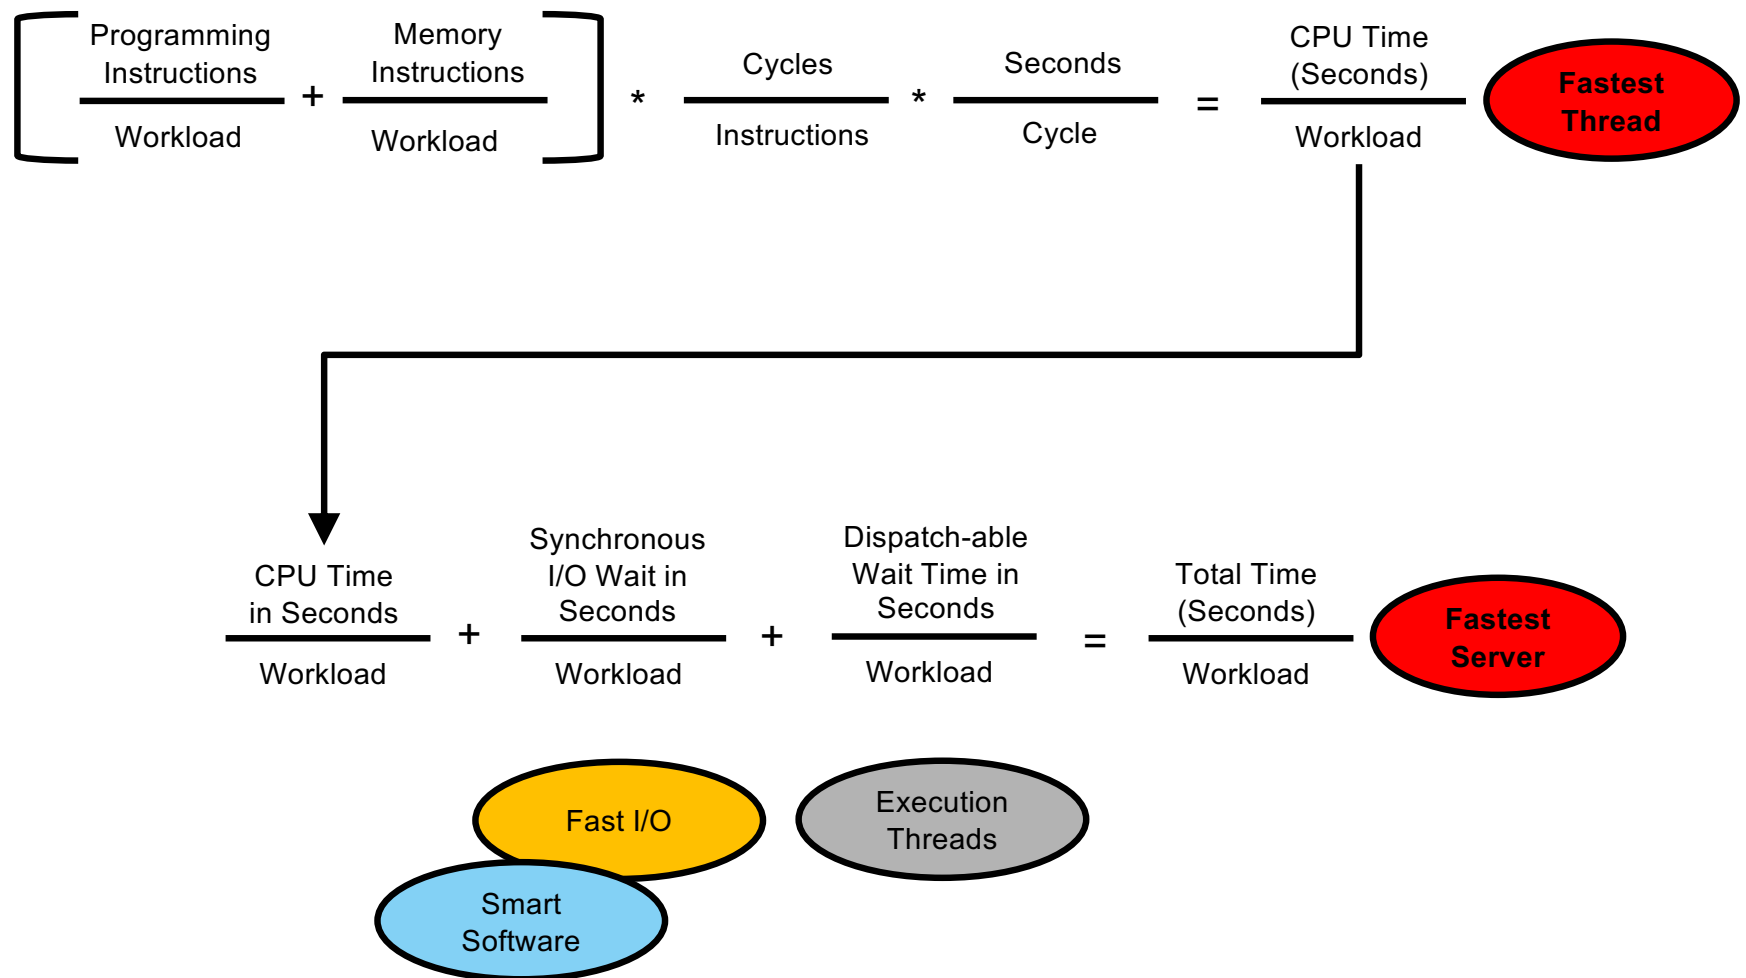 Programming
Instructions
Workload
+
Memory
Instructions
Workload
*
Cycles
Instructions
*
Seconds
Cycle
=
CPU Time
(Seconds)
Workload
Fastest
Thread
CPU Time
in Seconds
Workload
+
Synchronous
I/O Wait in
Seconds
Workload
+
Dispatch-able
Wait Time in
Seconds
Workload
=
Total Time
(Seconds)
Workload
Fastest
Server
Fast I/O
Execution
Threads
Smart
Software